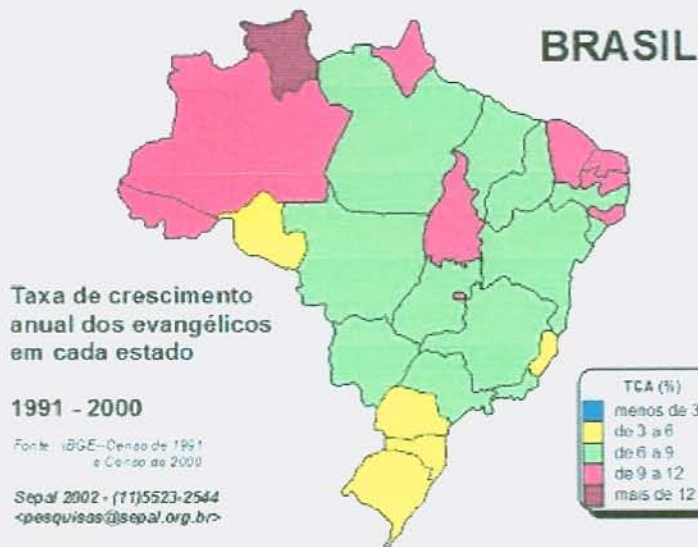 BRASIL
Taxa de crescimento
anual dos evangélicos
em cada estado
1991 - 2000
Fonte IBGE--Censo de 1991
e Censo de 2000
Sepal 2002 - (11)5523-2544
<pesquisas@sepal.org.br>
TCA (%)
menos de 3
de 3 a 6
de 6 a 9
de 9 a 12
mais de 12